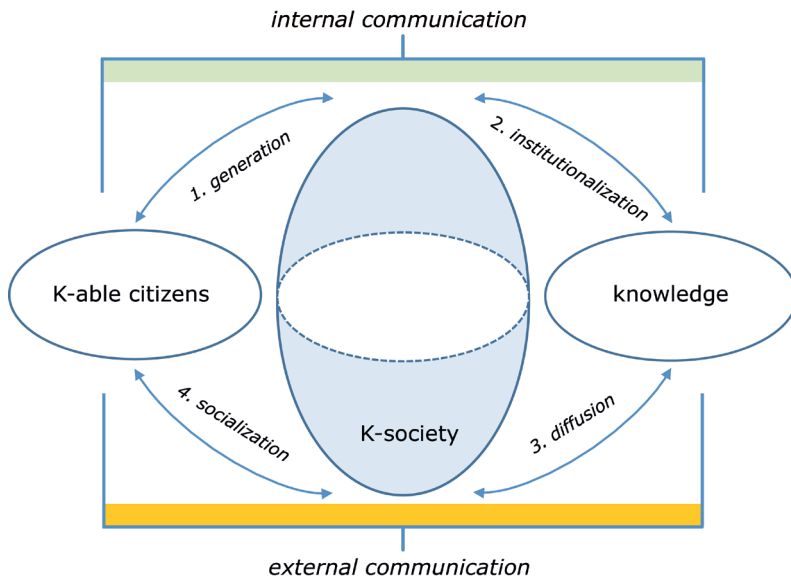 internal communication
1. generation
2. institutionalization
K-able citizens
knowledge
4. socialization
K-society
3. diffusion
external communication